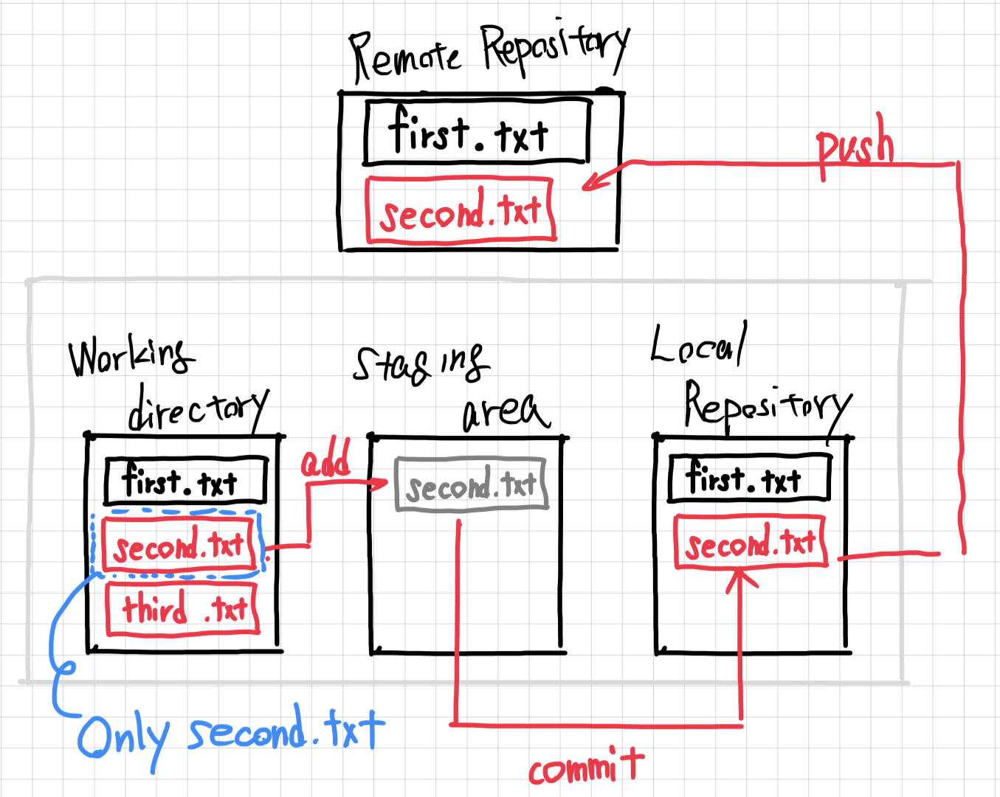 Remote Repository
first.txt
push
second.txt
Working
directory
Staging
area
Local
Repository
add
first.txt
second.txt
third .txt
second.txt
first.txt
second.txt
Only second.txt
commit